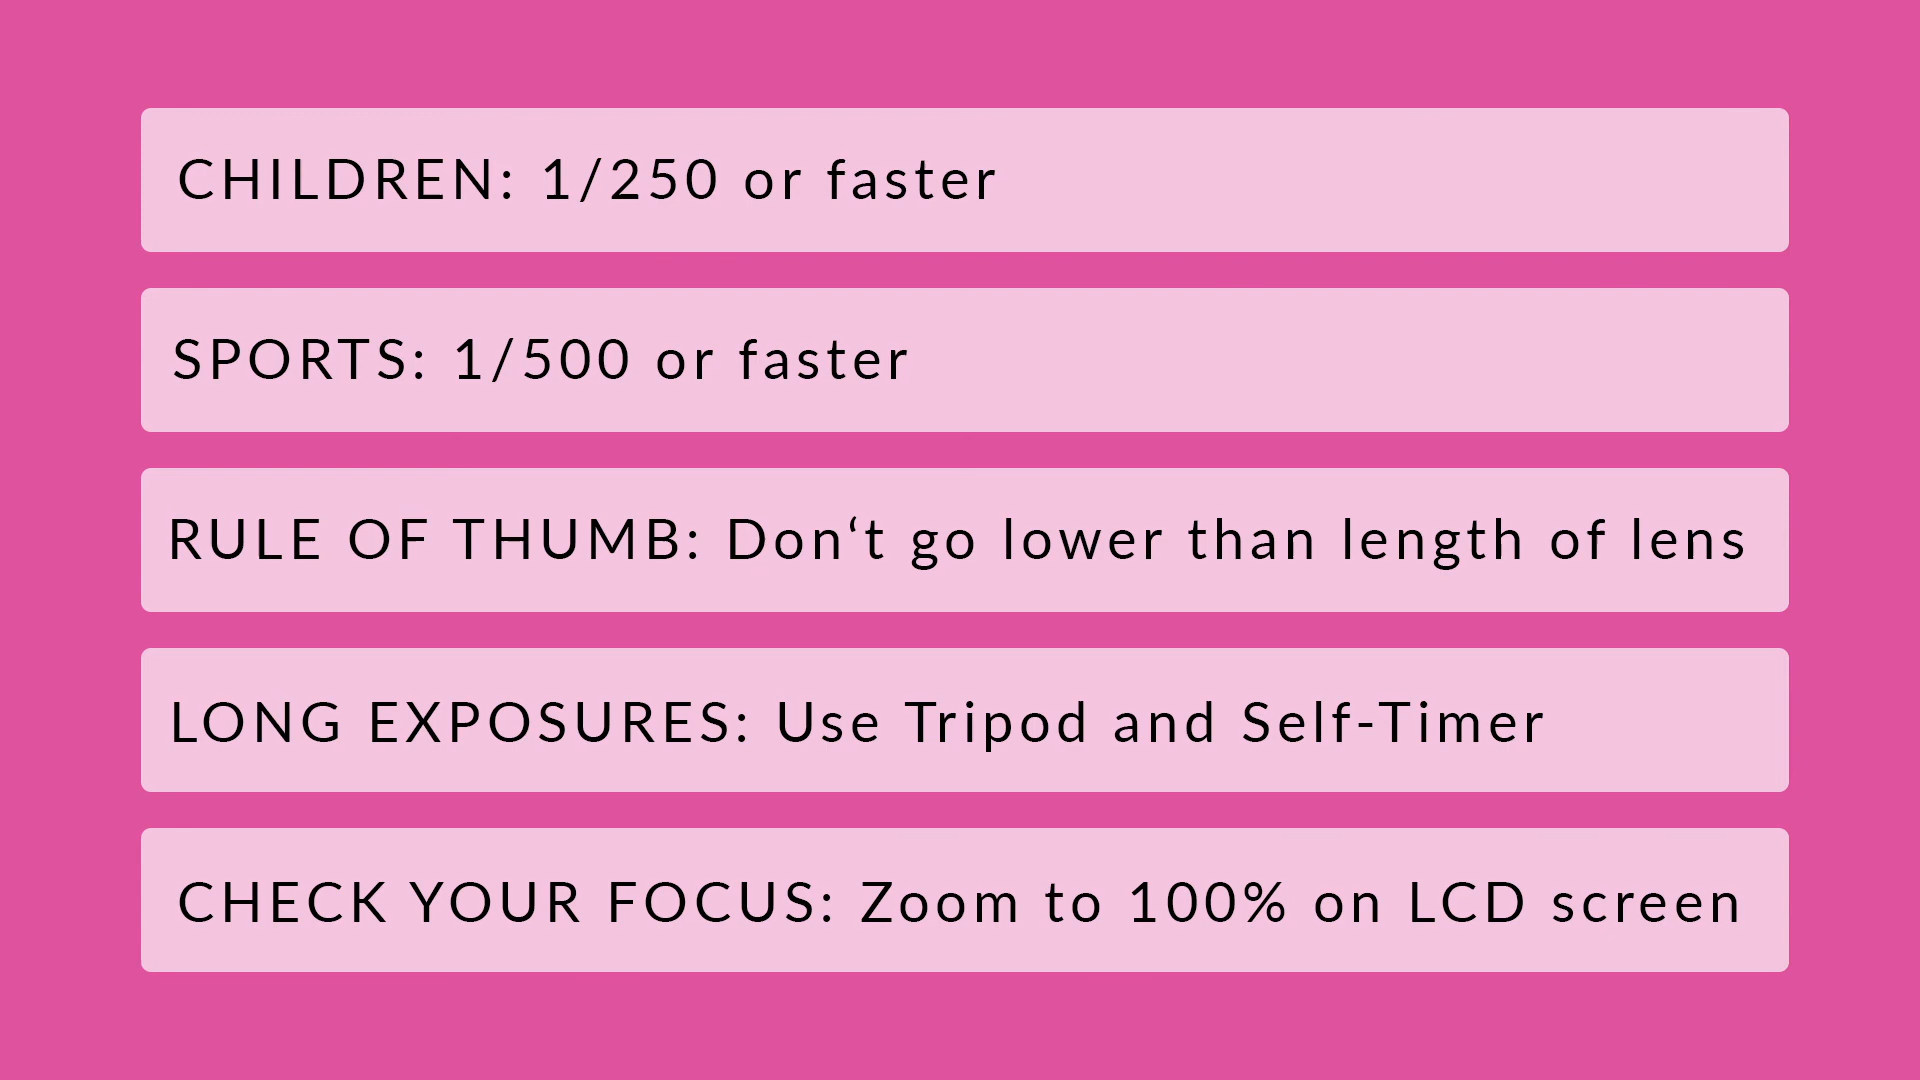 CHILDREN: 1/250 or faster
SPORTS: 1/500 or faster
RULE OF THUMB: Don‘t go lower than length of lens
LONG EXPOSURES: Use Tripod and Self-Timer
CHECK YOUR FOCUS: Zoom to 100% on LCD screen